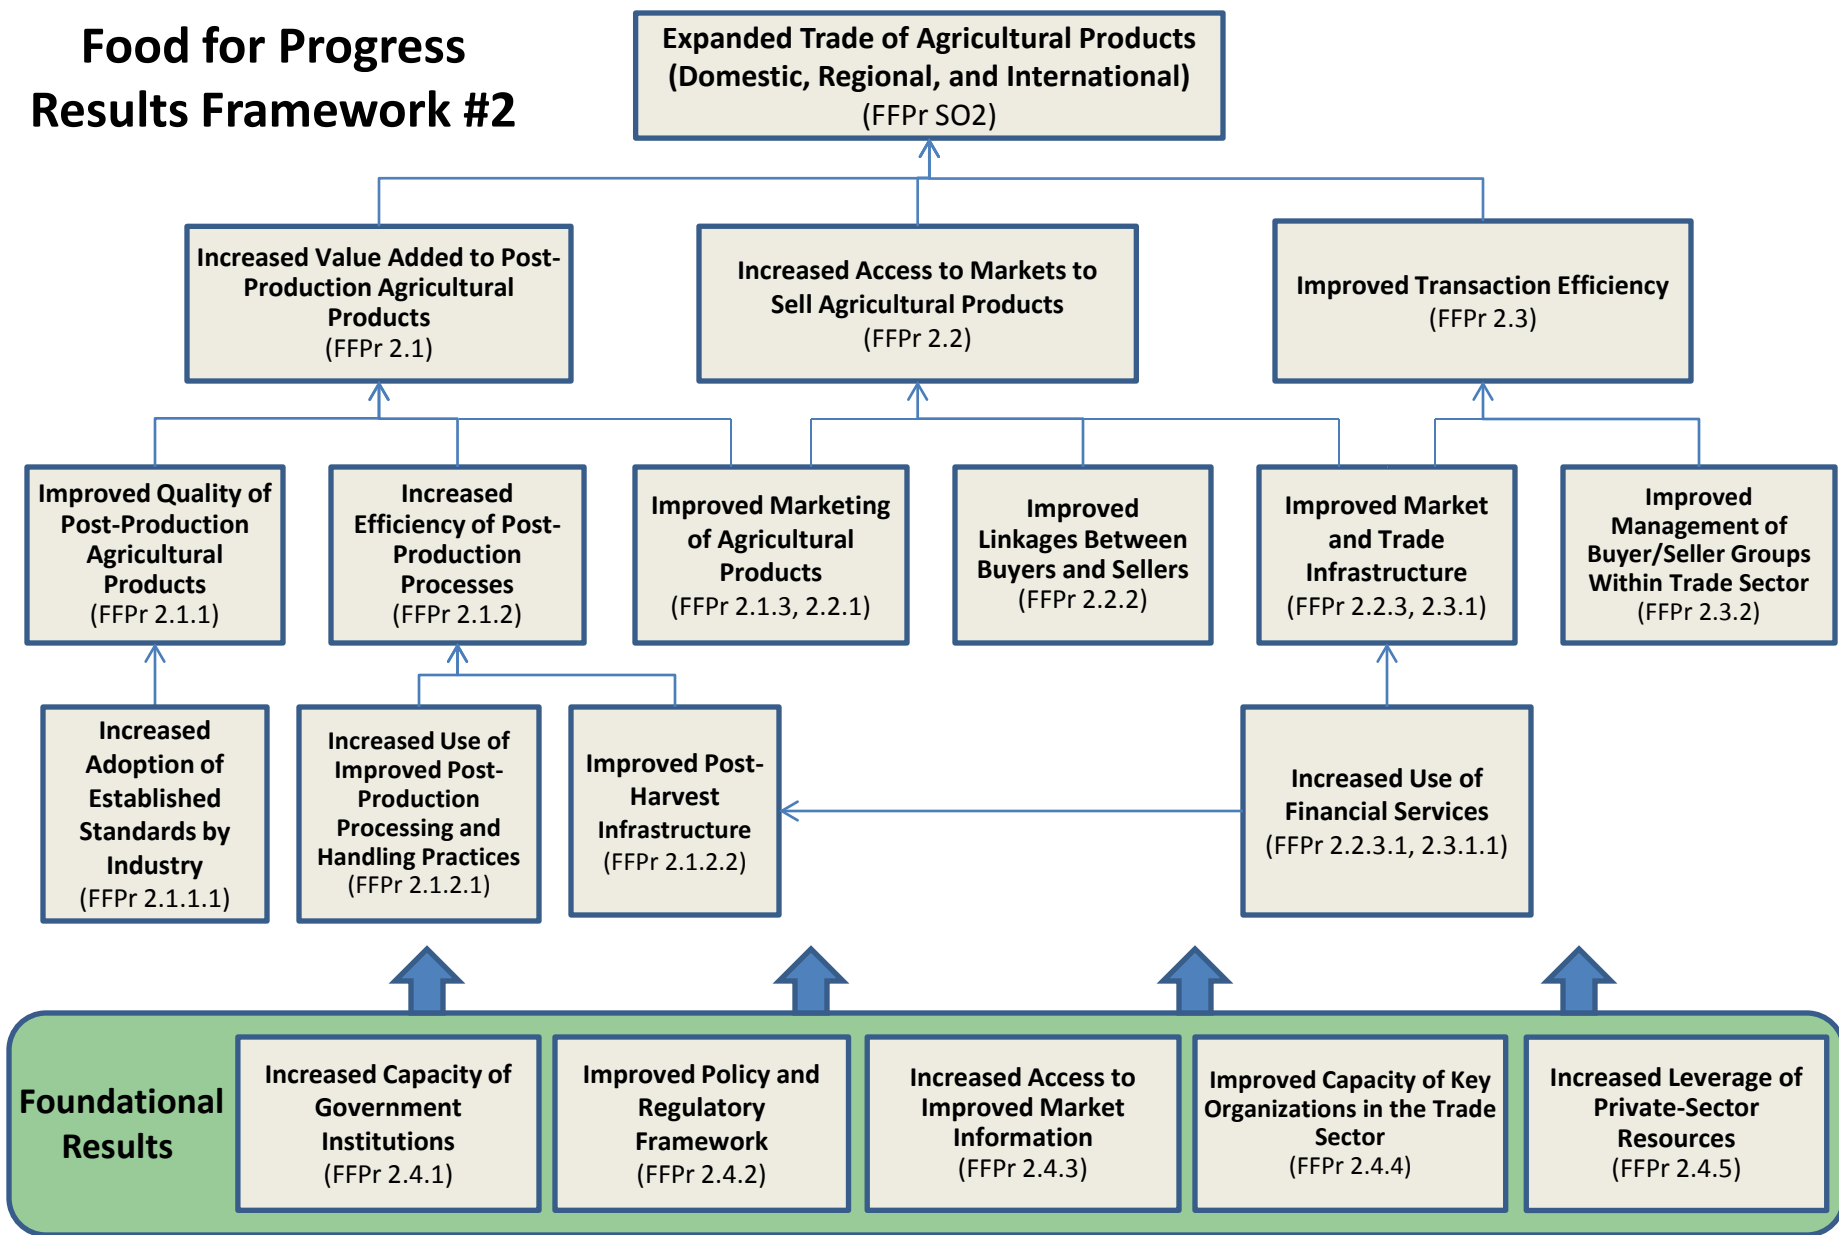 Food for Progress
Results Framework #2
Expanded Trade of Agricultural Products
(Domestic, Regional, and International)
(FFPr SO2)
Increased Value Added to Post-
Production Agricultural
Products
(FFPr 2.1)
Increased Access to Markets to
Sell Agricultural Products
(FFPr 2.2)
Improved Transaction Efficiency
(FFPr 2.3)
Improved Quality of
Post-Production
Agricultural
Products
(FFPr 2.1.1)
Increased
Efficiency of Post-
Production
Processes
(FFPr 2.1.2)
Improved Marketing
of Agricultural
Products
(FFPr 2.1.3, 2.2.1)
Improved
Linkages Between
Buyers and Sellers
(FFPr 2.2.2)
Improved Market
and Trade
Infrastructure
(FFPr 2.2.3, 2.3.1)
Improved
Management of
Buyer/Seller Groups
Within Trade Sector
(FFPr 2.3.2)
Increased
Adoption of
Established
Standards by
Industry
(FFPr 2.1.1.1)
Increased Use of
Improved Post-
Production
Processing and
Handling Practices
(FFPr 2.1.2.1)
Improved Post-
Harvest
Infrastructure
(FFPr 2.1.2.2)
Increased Use of
Financial Services
(FFPr 2.2.3.1, 2.3.1.1)
Foundational
Results
Increased Capacity of
Government
Institutions
(FFPr 2.4.1)
Improved Policy and
Regulatory
Framework
(FFPr 2.4.2)
Increased Access to
Improved Market
Information
(FFPr 2.4.3)
Improved Capacity of Key
Organizations in the Trade
Sector
(FFPr 2.4.4)
Increased Leverage of
Private-Sector
Resources
(FFPr 2.4.5)